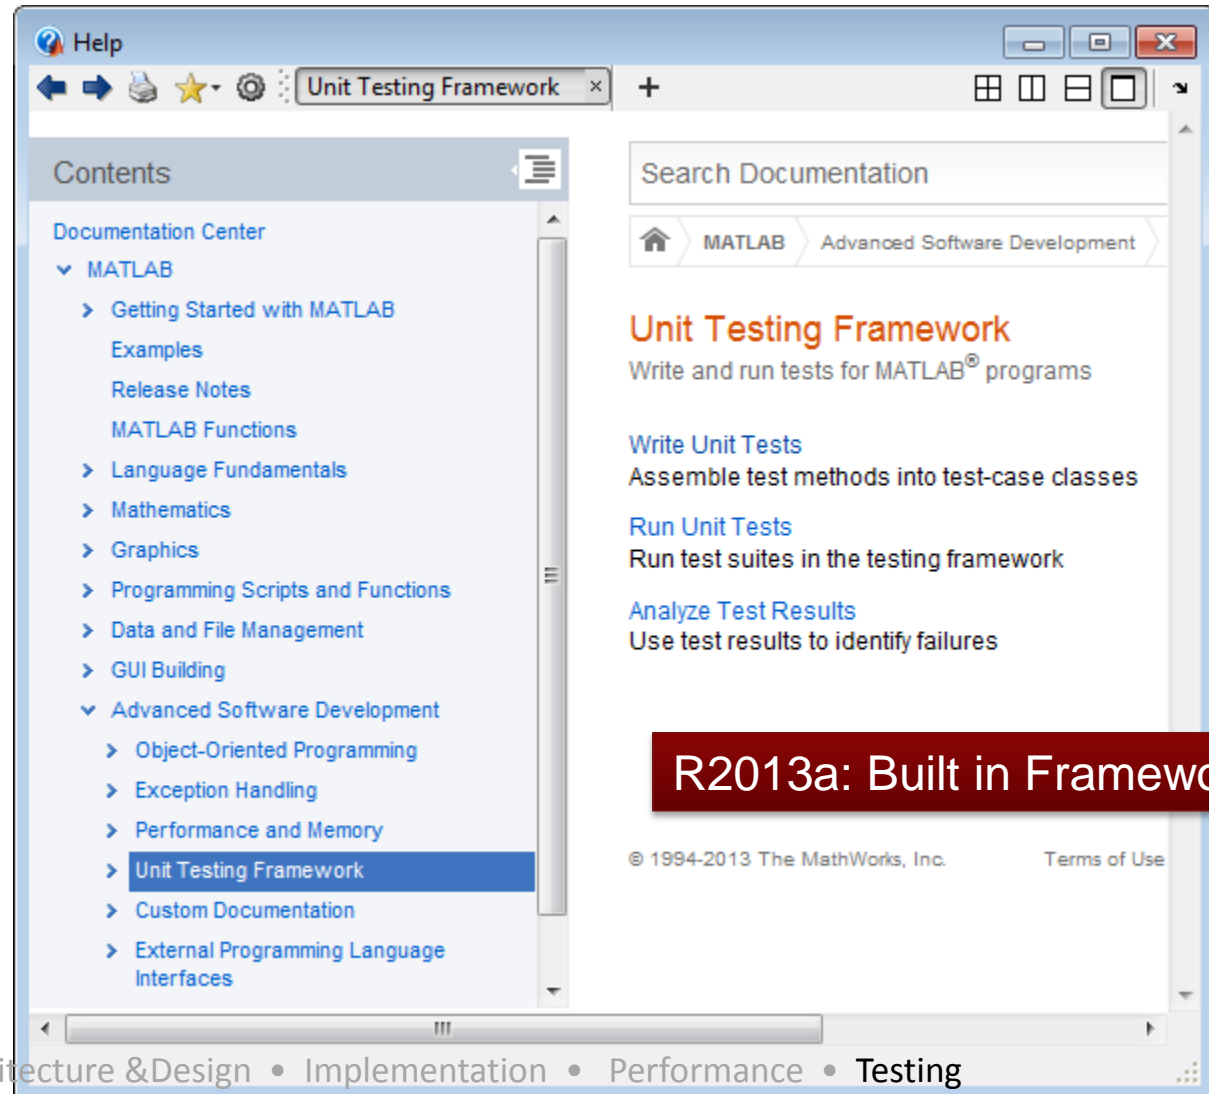 Help
Unit Testing Framework
Contents
Documentation Center
MATLAB
Getting Started with MATLAB
Examples
Release Notes
MATLAB Functions
Language Fundamentals
Mathematics
Graphics
Programming Scripts and Functions
Data and File Management
GUI Building
Advanced Software Development
Object-Oriented Programming
Exception Handling
Performance and Memory
Unit Testing Framework
Custom Documentation
External Programming Language
Interfaces
Search Documentation
MATLAB Advanced Software Development
Unit Testing Framework
Write and run tests for MATLAB® programs
Write Unit Tests
Assemble test methods into test-case classes
Run Unit Tests
Run test suites in the testing framework
Analyze Test Results
Use test results to identify failures
R2013a: Built in Framewo
© 1994-2013 The MathWorks, Inc. Terms of Use
itecture &Design • Implementation • Performance • Testing